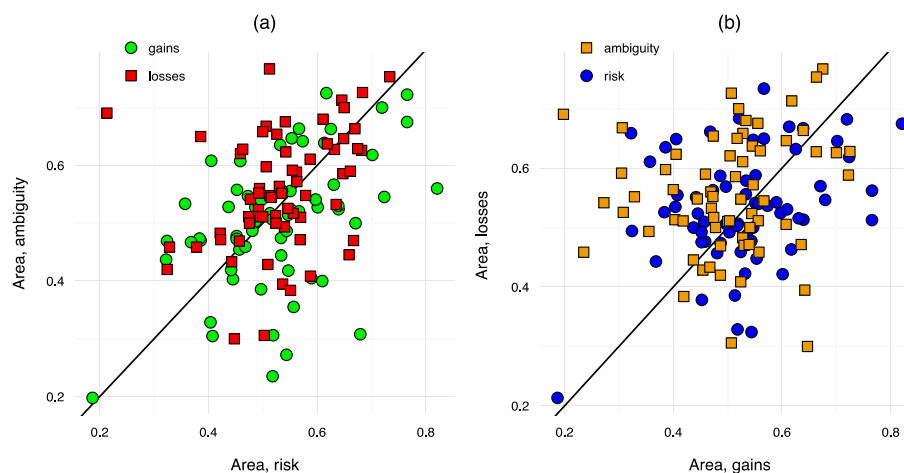 (a)
gains
losses
Area, ambiguity
0.6
0.4
0.2
0.2
0.4
0.6
0.8
Area, risk
(b)
ambiguity
risk
Area, losses
0.6
0.4
0.2
0.2
0.4
0.6
0.8
Area, gains